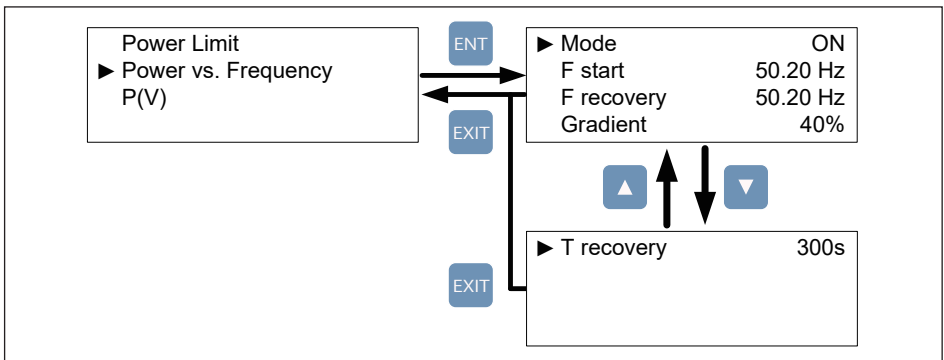 Power Limit
► Power vs. Frequency
P(V)
ENT
EXIT
► Mode ON
F start 50.20 Hz
F recovery 50.20 Hz
Gradient 40%
▲ ▼
► T recovery 300s
EXIT